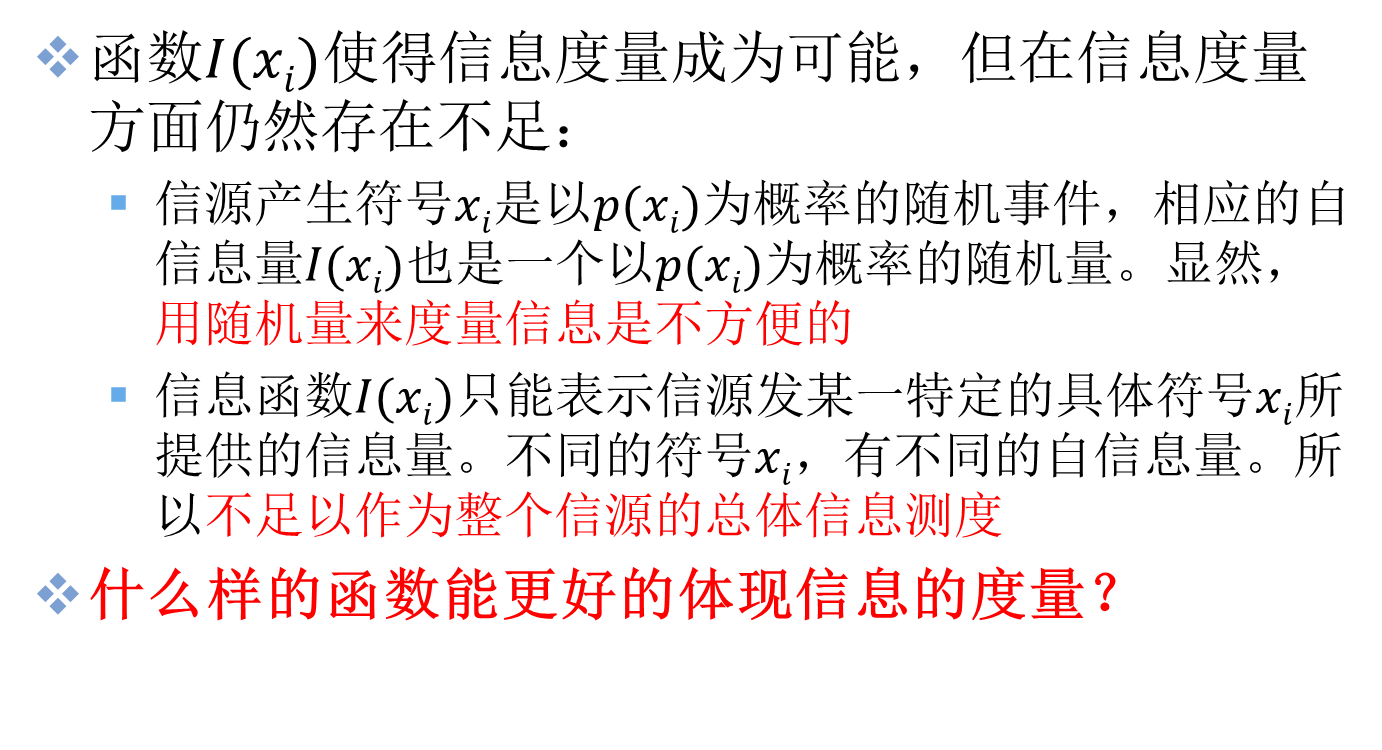 函数I(xᵢ)使得信息度量成为可能，但在信息度量
方面仍然存在不足：
信源产生符号xᵢ是以p(xᵢ)为概率的随机事件，相应的自
信息量I(xᵢ)也是一个以p(xᵢ)为概率的随机量。显然，
用随机量来度量信息是不方便的
信息函数I(xᵢ)只能表示信源发某一特定的具体符号xᵢ所
提供的信息量。不同的符号xᵢ，有不同的自信息量。所
以不足以作为整个信源的总体信息测度
什么样的函数能更好的体现信息的度量？